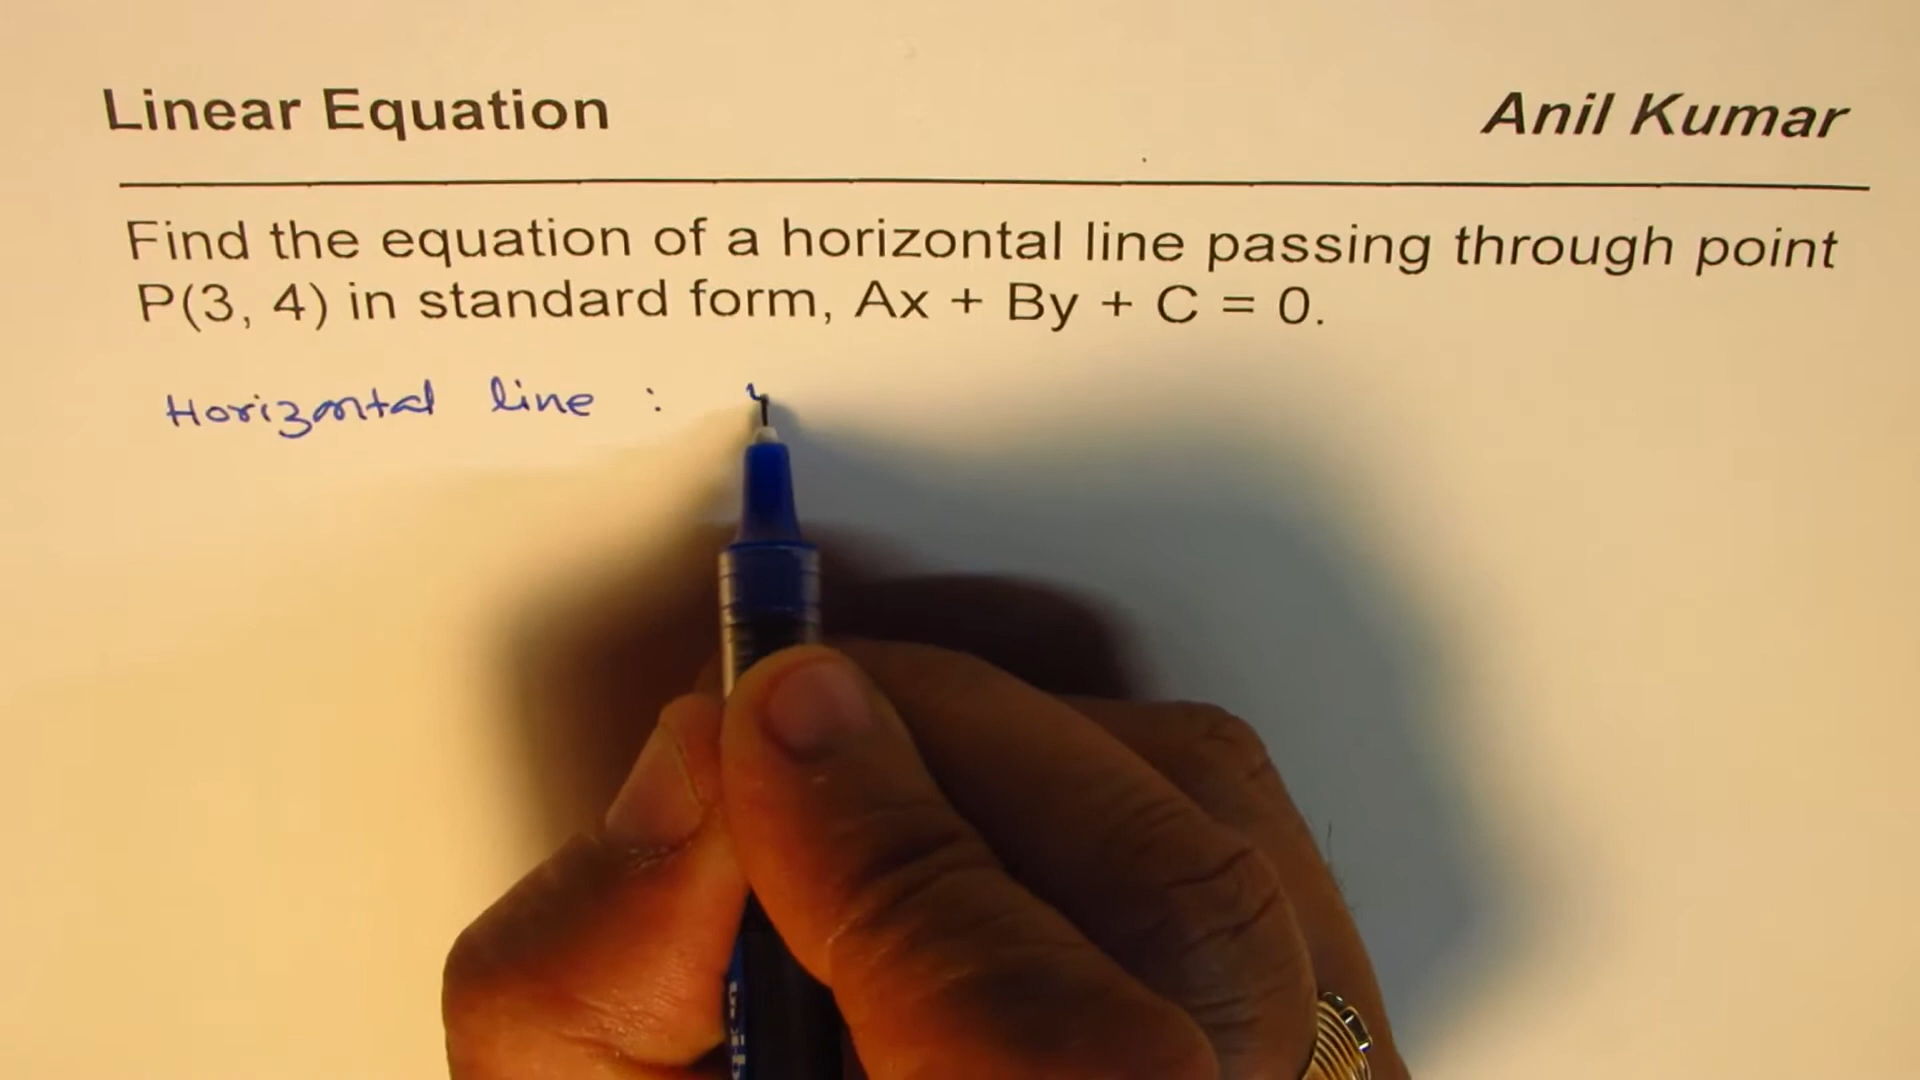 Linear Equation Anil Kumar
Find the equation of a horizontal line passing through point
P(3, 4) in standard form, Ax + By + C = 0.
Horizontal line :